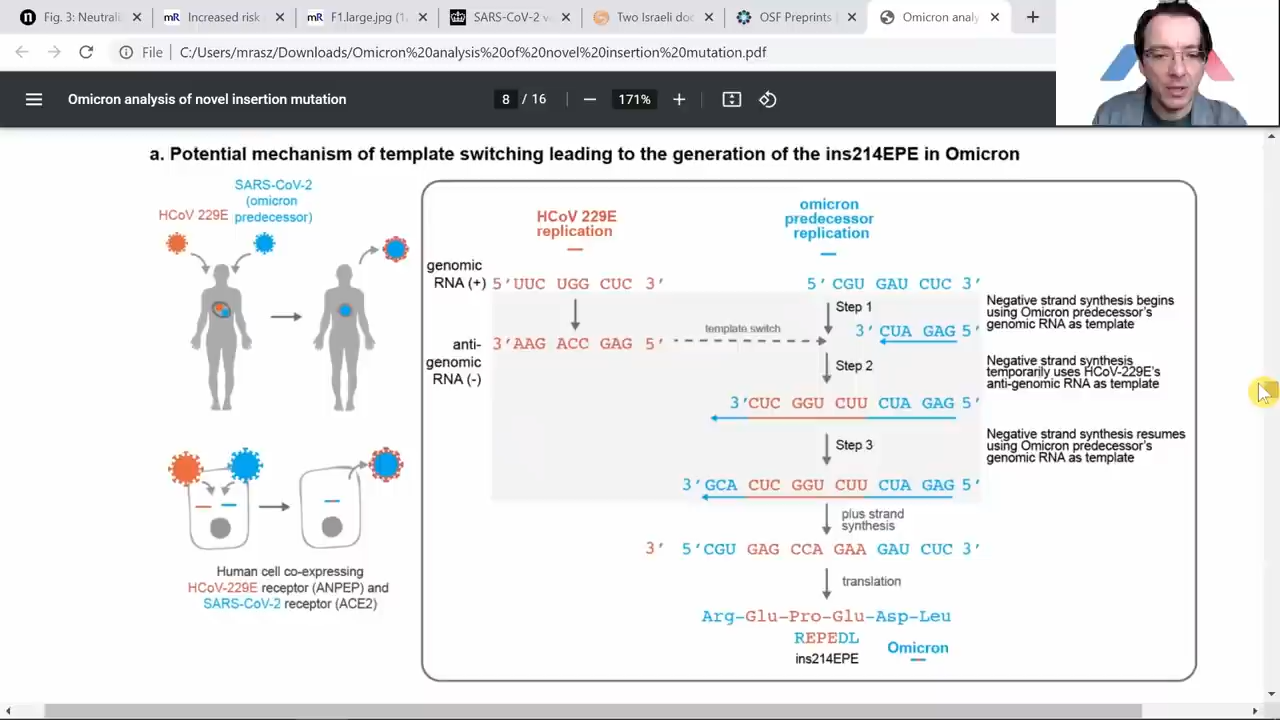 Fig. 3: Neutrali
Increased risk
F1.large.jpg (1
SARS-CoV-2 v
Two Israeli doc
OSF Preprints |
Omicron analy
File
C:/Users/mrasz/Downloads/Omicron%20analysis%20of%20novel%20insertion%20mutation.pdf
Omicron analysis of novel insertion mutation
8 / 16
171%
a. Potential mechanism of template switching leading to the generation of the ins214EPE in Omicron
SARS-CoV-2
(omicron
HCoV 229E predecessor)
HCoV 229E
replication
omicron
predecessor
replication
genomic
RNA (+)
5'UUC UGG CUC 3'
5' CGU GAU CUC 3'
Step 1
3' CUA GAG 5'
Negative strand synthesis begins
using Omicron predecessor's
genomic RNA as template
template switch
anti-
genomic
RNA (-)
3'AAG ACC GAG 5'
Step 2
Negative strand synthesis
temporarily uses HCoV-229E's
anti-genomic RNA as template
3'CUC GGU CUU CUA GAG 5'
Step 3
Negative strand synthesis resumes
using Omicron predecessor's
genomic RNA as template
3'GCA CUC GGU CUU CUA GAG 5'
plus strand
synthesis
3' 5'CGU GAG CCA GAA GAU CUC 3'
translation
Arg-Glu-Pro-Glu-Asp-Leu
REPEDL
ins214EPE
Omicron
Human cell co-expressing
HCoV-229E receptor (ANPEP) and
SARS-CoV-2 receptor (ACE2)